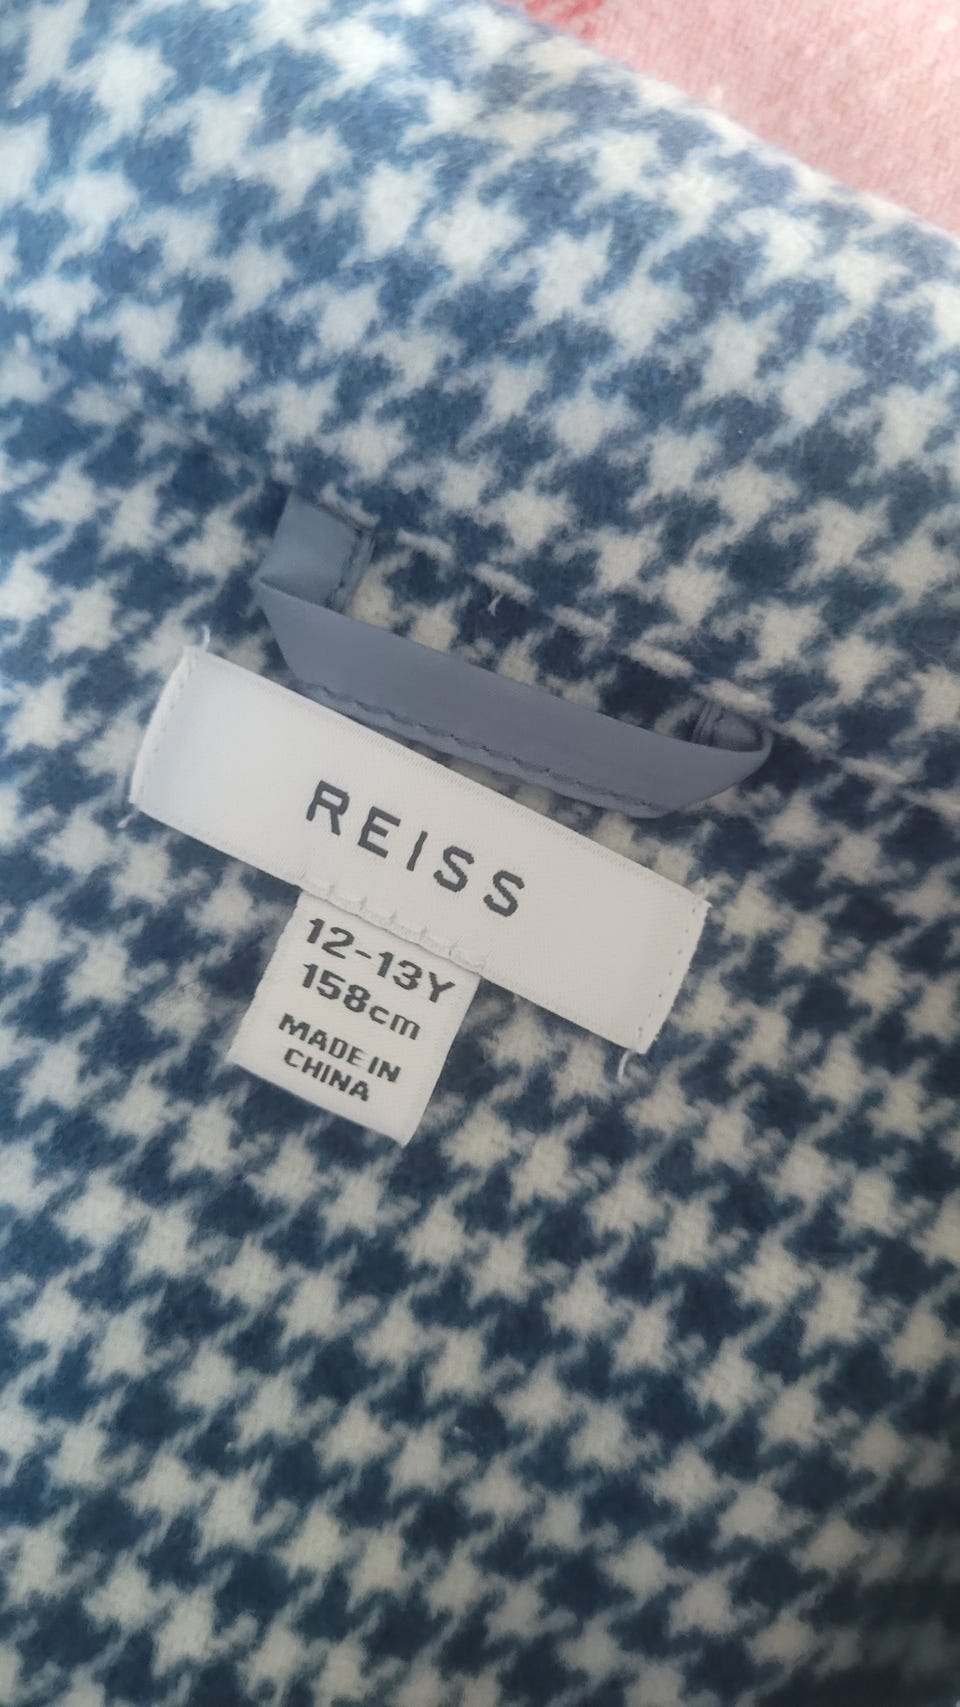 REISS
12-13Y
158cm
MADE IN
CHINA